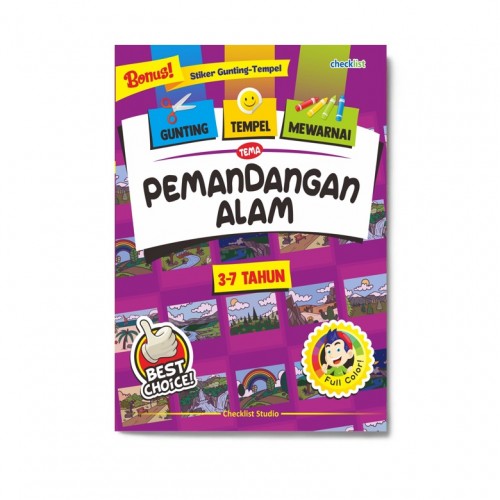 Bonus!
Stiker Gunting-Tempel
checklist
GUNTING
TEMPEL
MEWARNAI
TEMA
PEMANDANGAN
ALAM
3-7 TAHUN
BEST
CHOICE!
Full Color!
Checklist Studio